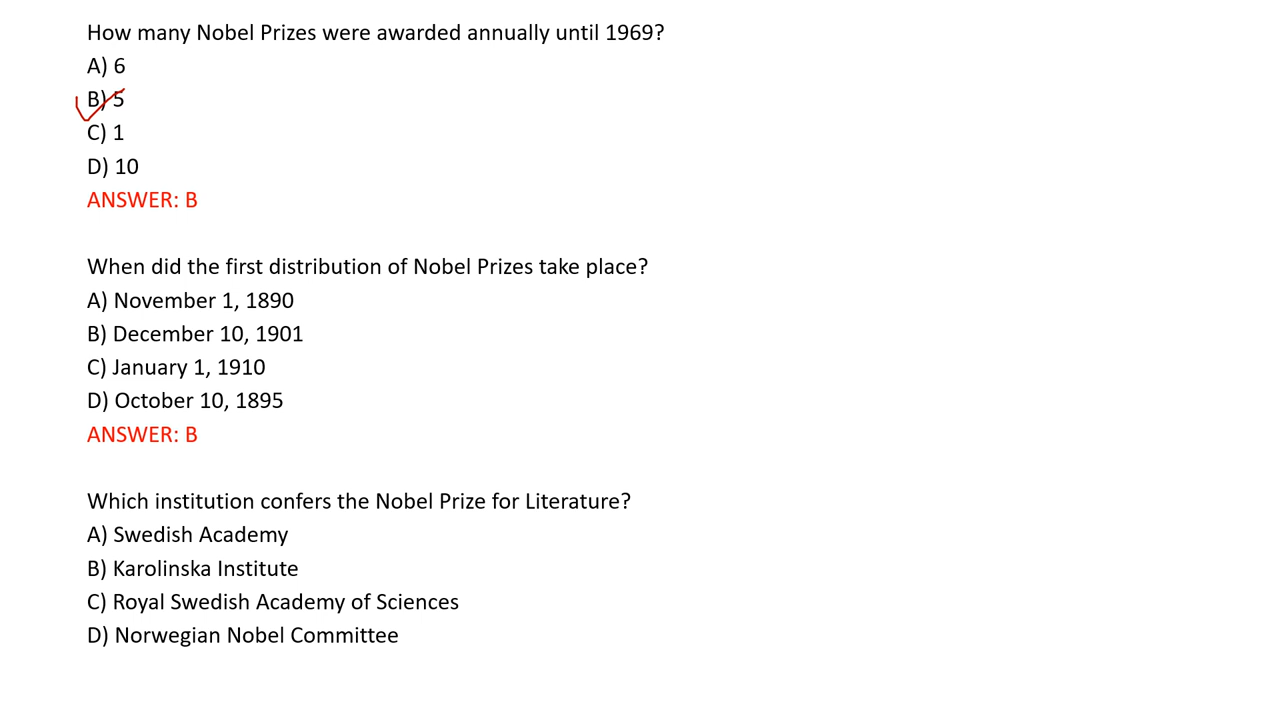 How many Nobel Prizes were awarded annually until 1969?
A) 6
B) 5
C) 1
D) 10
ANSWER: B
When did the first distribution of Nobel Prizes take place?
A) November 1, 1890
B) December 10, 1901
C) January 1, 1910
D) October 10, 1895
ANSWER: B
Which institution confers the Nobel Prize for Literature?
A) Swedish Academy
B) Karolinska Institute
C) Royal Swedish Academy of Sciences
D) Norwegian Nobel Committee